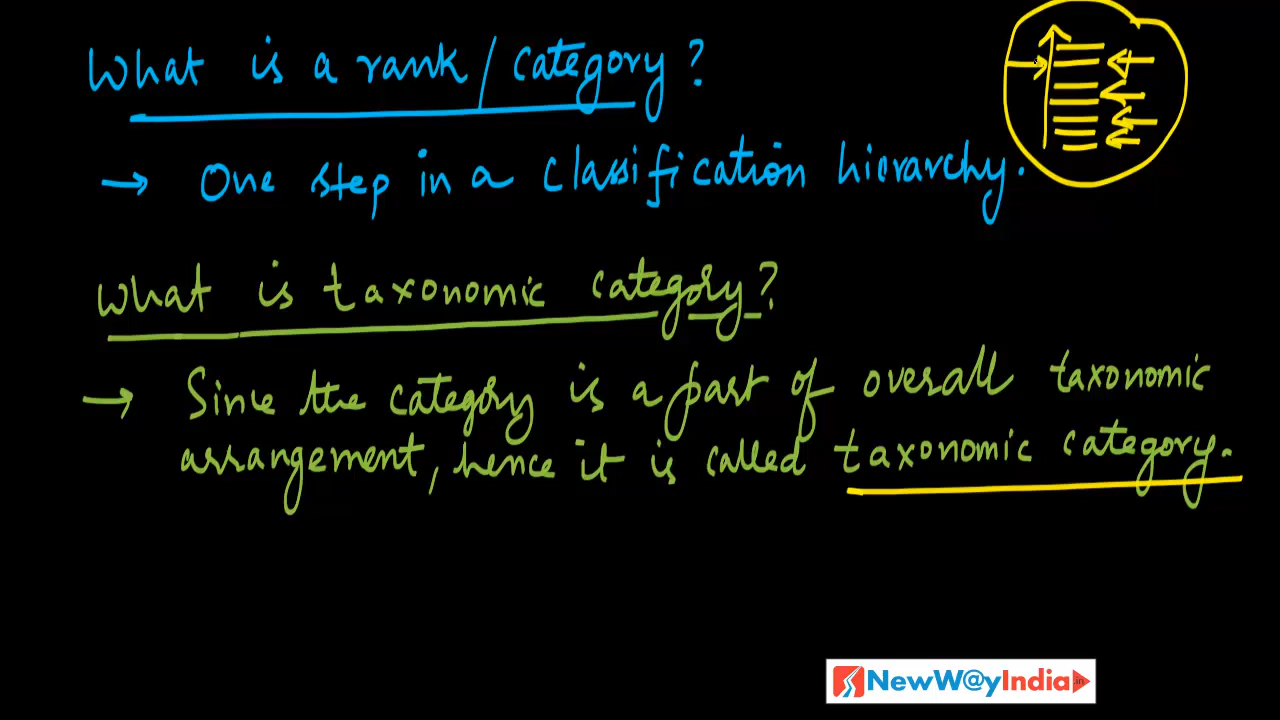 What is a rank/category?
→ One step in a classification hierarchy.
What is taxonomic category?
→ Since the category is a part of overall taxonomic
arrangement, hence it is called taxonomic category.
NewW@yIndia.in